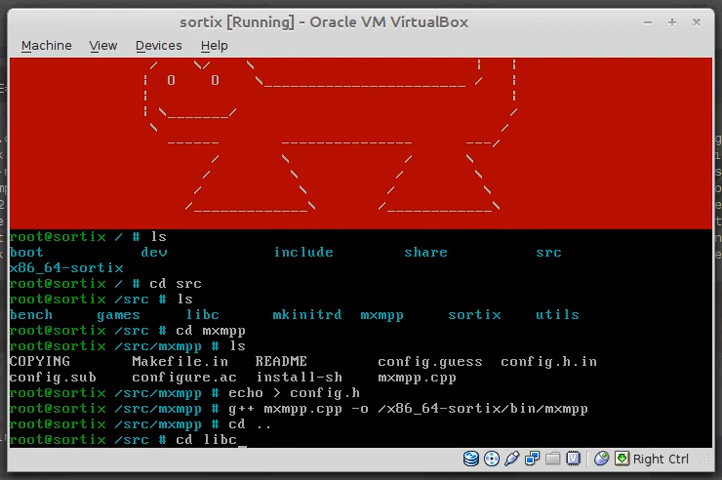 sortix [Running] - Oracle VM VirtualBox
Machine View Devices Help
O O
root@sortix / # ls
boot dev include share src
x86_64-sortix
root@sortix / # cd src
root@sortix /src # ls
bench games libc mkinitrd mxmpp sortix utils
root@sortix /src # cd mxmpp
root@sortix /src/mxmpp # ls
COPYING Makefile.in README config.guess config.h.in
config.sub configure.ac install-sh mxmpp.cpp
root@sortix /src/mxmpp # echo > config.h
root@sortix /src/mxmpp # g++ mxmpp.cpp -o /x86_64-sortix/bin/mxmpp
root@sortix /src/mxmpp # cd ..
root@sortix /src # cd libc_
Right Ctrl